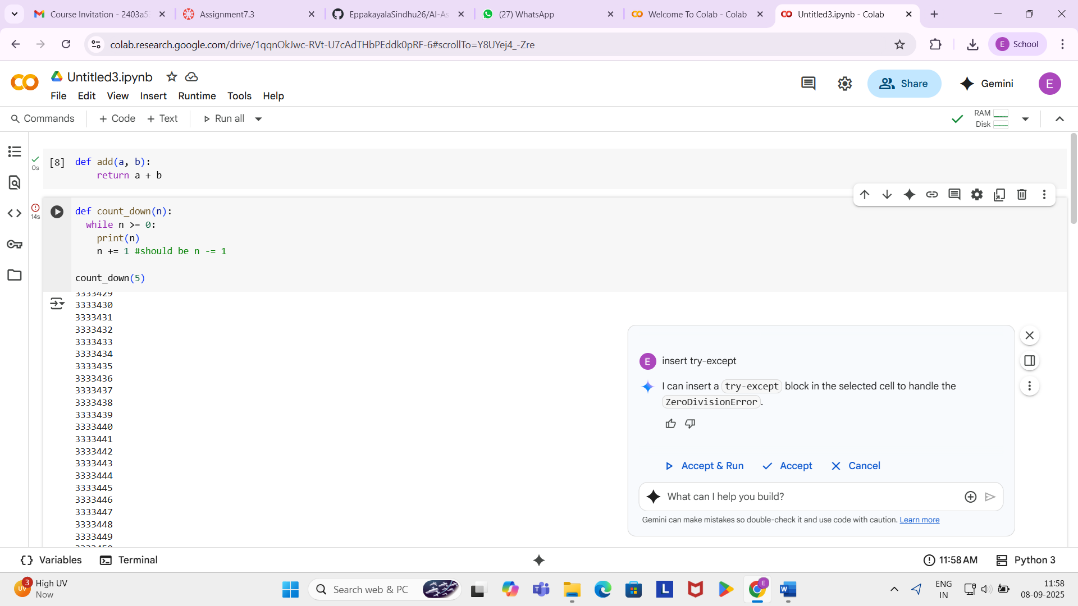 Course Invitation - 2403a5
Assignment7.3
EppakayalaSindhu26/AI-As
(27) WhatsApp
Welcome To Colab - Colab
Untitled3.ipynb - Colab
colab.research.google.com/drive/1qqnOkJwc-RVt-U7cAdTHbPEddk0pRF-6#scrollTo=Y8UYej4_-Zre
E School
CO
Untitled3.ipynb
File Edit View Insert Runtime Tools Help
Share
Gemini
E
Commands + Code + Text Run all
RAM
Disk
[8] def add(a, b):
0s
return a + b
14s
def count_down(n):
while n >= 0:
print(n)
n += 1 #should be n -= 1
count_down(5)
3333429
3333430
3333431
3333432
3333433
3333434
3333435
3333436
3333437
3333438
3333439
3333440
3333441
3333442
3333443
3333444
3333445
3333446
3333447
3333448
3333449
E insert try-except
I can insert a try-except block in the selected cell to handle the
ZeroDivisionError.
Accept & Run Accept Cancel
What can I help you build?
Gemini can make mistakes so double-check it and use code with caution. Learn more
Variables Terminal
11:58 AM Python 3
3
High UV
Now
Search web & PC
L
E
W
ENG
IN
11:58
08-09-2025